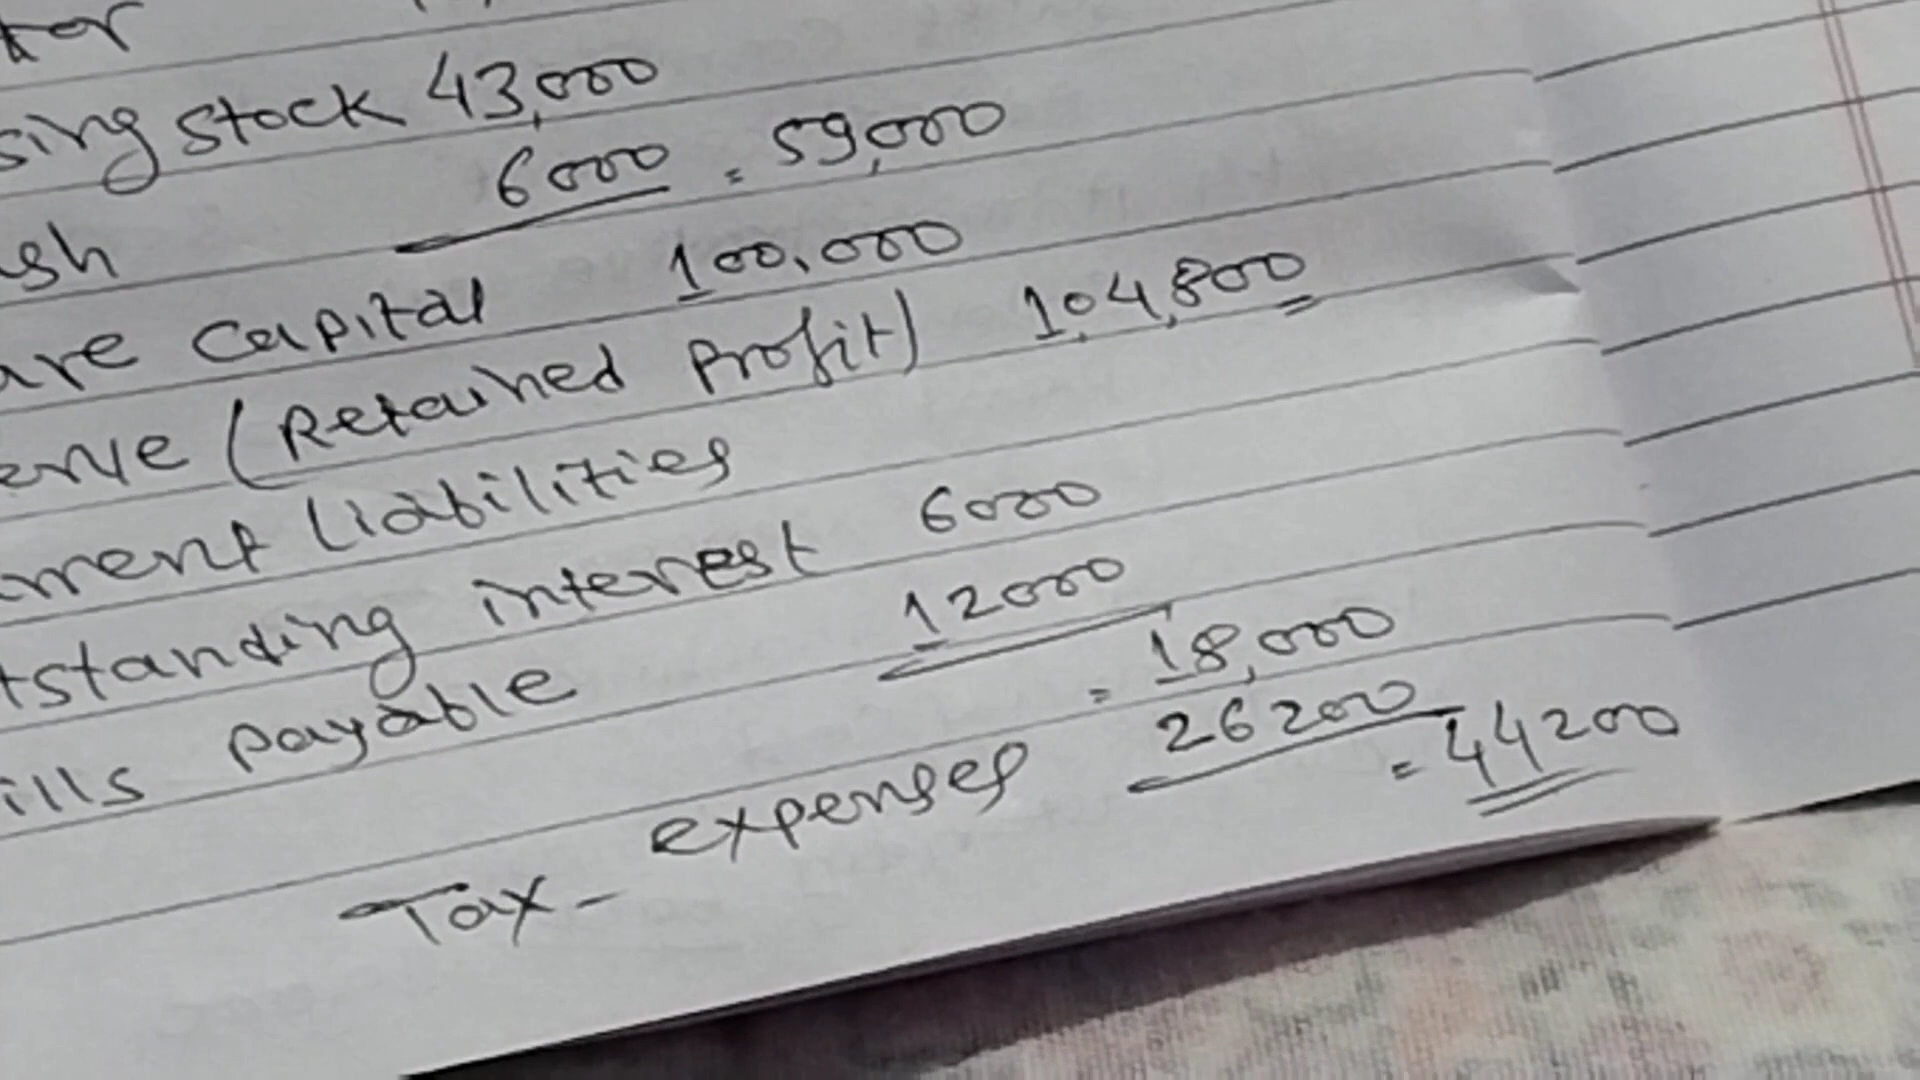 sing stock 43,000
sh 6000 = 59,000
are capital 100,000
erve (Retained Profit) 104,800
rrent liabilities
tstanding interest 6000
ills payable 12000
= 18,000
Tax- expenses 26200 = 44200